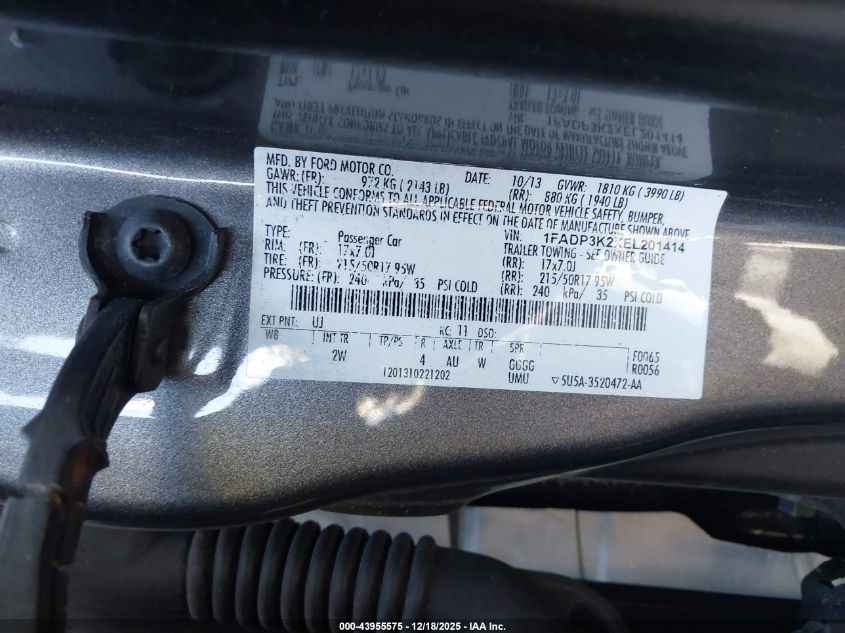 MFD. BY FORD MOTOR CO. DATE: 10/13 GVWR: 1810 KG ( 3990 LB)
GAWR: (FR): 972 KG ( 2143 LB) (RR): 880 KG ( 1940 LB)
THIS VEHICLE CONFORMS TO ALL APPLICABLE FEDERAL MOTOR VEHICLE SAFETY, BUMPER,
AND THEFT PREVENTION STANDARDS IN EFFECT ON THE DATE OF MANUFACTURE SHOWN ABOVE.
VIN: 1FADP3K2XEL201414
TYPE: Passenger Car TRAILER TOWING - SEE OWNER GUIDE
RIM: (FR): 17x7.0J (RR): 17x7.0J
TIRE: (FR): 215/50R17 95W (RR): 215/50R17 95W
PRESSURE: (FR): 240 kPa/ 35 PSI COLD (RR): 240 kPa/ 35 PSI COLD
EXT PNT: UJ RC: 11 DSO:
WB INT TR TP/PS R AXLE TR SPR F0065
2W 4 AU W GGGG R0056
1201310221202 UMU ▽5U5A-3520472-AA
000-43955575 - 12/18/2025 - IAA Inc.